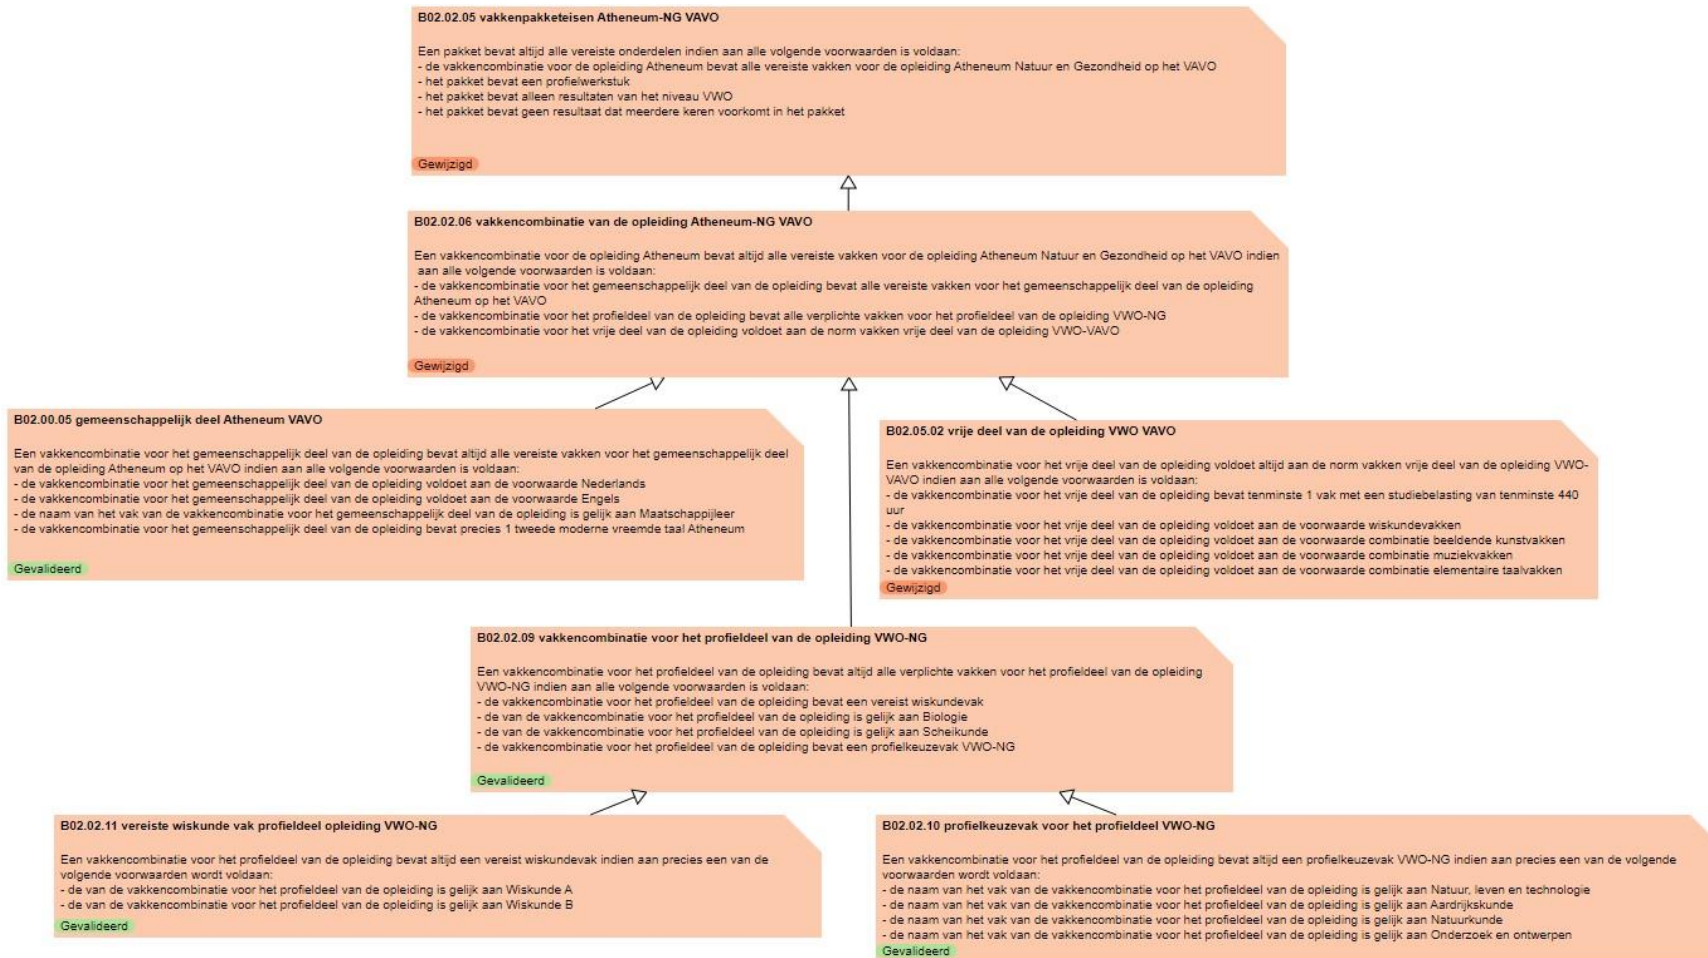 B02.02.05 vakkenpakketeisen Atheneum-NG VAVO
Een pakket bevat altijd alle vereiste onderdelen indien aan alle volgende voorwaarden is voldaan:
- de vakkencombinatie voor de opleiding Atheneum bevat alle vereiste vakken voor de opleiding Atheneum Natuur en Gezondheid op het VAVO
- het pakket bevat een profielwerkstuk
- het pakket bevat alleen resultaten van het niveau VWO
- het pakket bevat geen resultaat dat meerdere keren voorkomt in het pakket
Gewijzigd
B02.02.06 vakkencombinatie van de opleiding Atheneum-NG VAVO
Een vakkencombinatie voor de opleiding Atheneum bevat altijd alle vereiste vakken voor de opleiding Atheneum Natuur en Gezondheid op het VAVO indien
aan alle volgende voorwaarden is voldaan:
- de vakkencombinatie voor het gemeenschappelijk deel van de opleiding bevat alle vereiste vakken voor het gemeenschappelijk deel van de opleiding
Atheneum op het VAVO
- de vakkencombinatie voor het profieldeel van de opleiding bevat alle verplichte vakken voor het profieldeel van de opleiding VWO-NG
- de vakkencombinatie voor het vrije deel van de opleiding voldoet aan de norm vakken vrije deel van de opleiding VWO-VAVO
Gewijzigd
B02.00.05 gemeenschappelijk deel Atheneum VAVO
Een vakkencombinatie voor het gemeenschappelijk deel van de opleiding bevat altijd alle vereiste vakken voor het gemeenschappelijk deel
van de opleiding Atheneum op het VAVO indien aan alle volgende voorwaarden is voldaan:
- de vakkencombinatie voor het gemeenschappelijk deel van de opleiding voldoet aan de voorwaarde Nederlands
- de vakkencombinatie voor het gemeenschappelijk deel van de opleiding voldoet aan de voorwaarde Engels
- de naam van het vak van de vakkencombinatie voor het gemeenschappelijk deel van de opleiding is gelijk aan Maatschappijleer
- de vakkencombinatie voor het gemeenschappelijk deel van de opleiding bevat precies 1 tweede moderne vreemde taal Atheneum
Gevalideerd
B02.05.02 vrije deel van de opleiding VWO VAVO
Een vakkencombinatie voor het vrije deel van de opleiding voldoet altijd aan de norm vakken vrije deel van de opleiding VWO-
VAVO indien aan alle volgende voorwaarden is voldaan:
- de vakkencombinatie voor het vrije deel van de opleiding bevat tenminste 1 vak met een studiebelasting van tenminste 440
uur
- de vakkencombinatie voor het vrije deel van de opleiding voldoet aan de voorwaarde wiskundevakken
- de vakkencombinatie voor het vrije deel van de opleiding voldoet aan de voorwaarde combinatie beeldende kunstvakken
- de vakkencombinatie voor het vrije deel van de opleiding voldoet aan de voorwaarde combinatie muziekvakken
- de vakkencombinatie voor het vrije deel van de opleiding voldoet aan de voorwaarde combinatie elementaire taalvakken
Gewijzigd
B02.02.09 vakkencombinatie voor het profieldeel van de opleiding VWO-NG
Een vakkencombinatie voor het profieldeel van de opleiding bevat altijd alle verplichte vakken voor het profieldeel van de opleiding
VWO-NG indien aan alle volgende voorwaarden is voldaan:
- de vakkencombinatie voor het profieldeel van de opleiding bevat een vereist wiskundevak
- de van de vakkencombinatie voor het profieldeel van de opleiding is gelijk aan Biologie
- de van de vakkencombinatie voor het profieldeel van de opleiding is gelijk aan Scheikunde
- de vakkencombinatie voor het profieldeel van de opleiding bevat een profielkeuzevak VWO-NG
Gevalideerd
B02.02.11 vereiste wiskunde vak profieldeel opleiding VWO-NG
Een vakkencombinatie voor het profieldeel van de opleiding bevat altijd een vereist wiskundevak indien aan precies een van de
volgende voorwaarden wordt voldaan:
- de van de vakkencombinatie voor het profieldeel van de opleiding is gelijk aan Wiskunde A
- de van de vakkencombinatie voor het profieldeel van de opleiding is gelijk aan Wiskunde B
Gevalideerd
B02.02.10 profielkeuzevak voor het profieldeel VWO-NG
Een vakkencombinatie voor het profieldeel van de opleiding bevat altijd een profielkeuzevak VWO-NG indien aan precies een van de volgende
voorwaarden wordt voldaan:
- de naam van het vak van de vakkencombinatie voor het profieldeel van de opleiding is gelijk aan Natuur, leven en technologie
- de naam van het vak van de vakkencombinatie voor het profieldeel van de opleiding is gelijk aan Aardrijkskunde
- de naam van het vak van de vakkencombinatie voor het profieldeel van de opleiding is gelijk aan Natuurkunde
- de naam van het vak van de vakkencombinatie voor het profieldeel van de opleiding is gelijk aan Onderzoek en ontwerpen
Gevalideerd